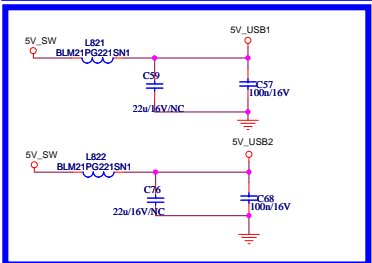 5V_USB1
5V_SW
L821
BLM21PG221SN1
C59
22u/16V/NC
C57
100n/16V
5V_USB2
5V_SW
L822
BLM21PG221SN1
C76
22u/16V/NC
C68
100n/16V